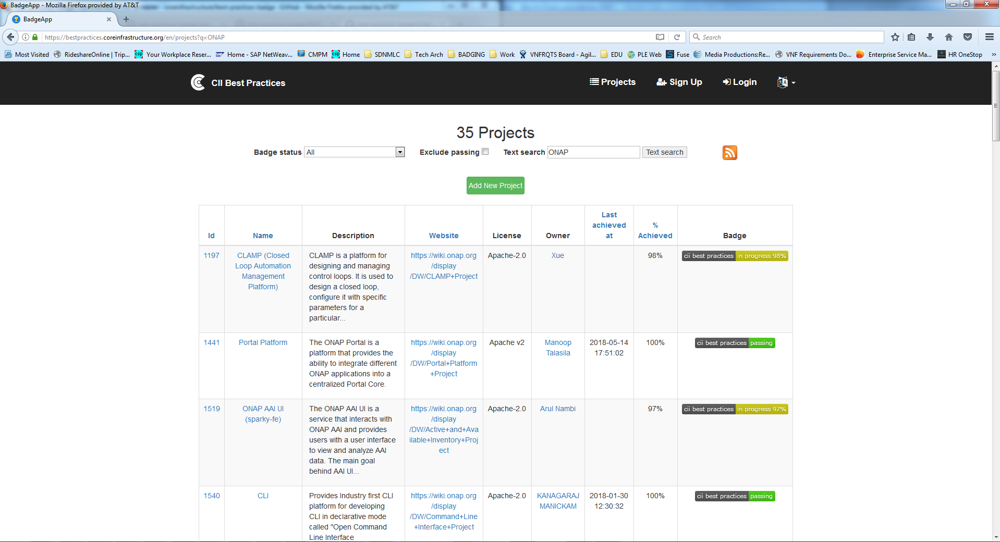 BadgeApp - Mozilla Firefox provided by AT&T
BadgeApp
https://bestpractices.coreinfrastructure.org/en/projects?q=ONAP
Search
Most Visited
RideshareOnline | Trip...
Your Workplace Reser...
Home - SAP NetWeav...
CMPM
Home
SDNMLC
Tech Arch
BADGING
Work
VNFRQTS Board - Agil...
EDU
PLE Web
Fuse
Media Productions:Re...
VNF Requirements Do...
Enterprise Service Ma...
HR OneStop
CII Best Practices
Projects
Sign Up
Login
35 Projects
Badge status All
Exclude passing
Text search ONAP Text search
Add New Project
Id
Name
Description
Website
License
Owner
Last
achieved
at
%
Achieved
Badge
1197
CLAMP (Closed
Loop Automation
Management
Platform)
CLAMP is a platform for
designing and managing
control loops. It is used to
design a closed loop,
configure it with specific
parameters for a
particular...
https://wiki.onap.org
/display
/DW/CLAMP+Project
Apache-2.0
Xue
98%
cii best practices in progress 98%
1441
Portal Platform
The ONAP Portal is a
platform that provides the
ability to integrate different
ONAP applications into a
centralized Portal Core.
https://wiki.onap.org
/display
/DW/Portal+Platform
+Project
Apache v2
Manoop
Talasila
2018-05-14
17:51:02
100%
cii best practices passing
1519
ONAP AAI UI
(sparky-fe)
The ONAP AAI UI is a
service that interacts with
ONAP AAI and provides
users with a user interface
to view and analyze AAI
data. The main goal
behind AAI UI...
https://wiki.onap.org
/display
/DW/Active+and+Ava
ilable+Inventory+Proj
ect
Apache-2.0
Arul Nambi
97%
cii best practices in progress 97%
1540
CLI
Provides Industry first CLI
platform for developing
CLI in declarative mode
called "Open Command
Line Interface
https://wiki.onap.org
/display
/DW/Command+Line
+Interface+Project
Apache-2.0
KANAGARAJ
MANICKAM
2018-01-30
12:30:32
100%
cii best practices passing